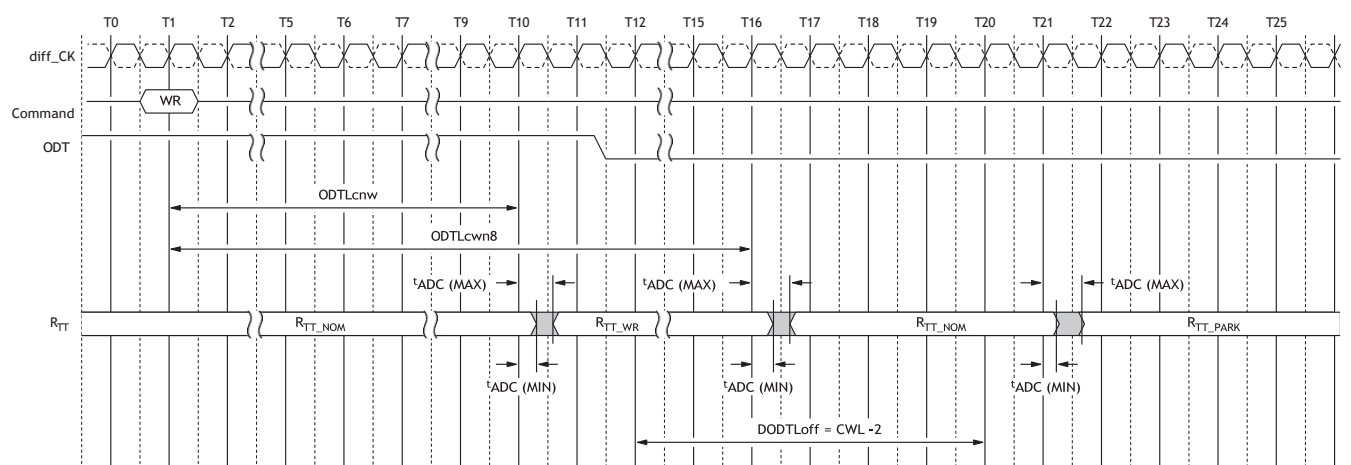 T0 T1 T2 T5 T6 T7 T9 T10 T11 T12 T15 T16 T17 T18 T19 T20 T21 T22 T23 T24 T25
diff_CK
WR
Command
ODT
ODTLcnw
ODTLcwn8
tADC (MAX) tADC (MAX) tADC (MAX)
RTT RTT_NOM RTT_WR RTT_NOM RTT_PARK
tADC (MIN) tADC (MIN) tADC (MIN)
DODTLoff = CWL -2